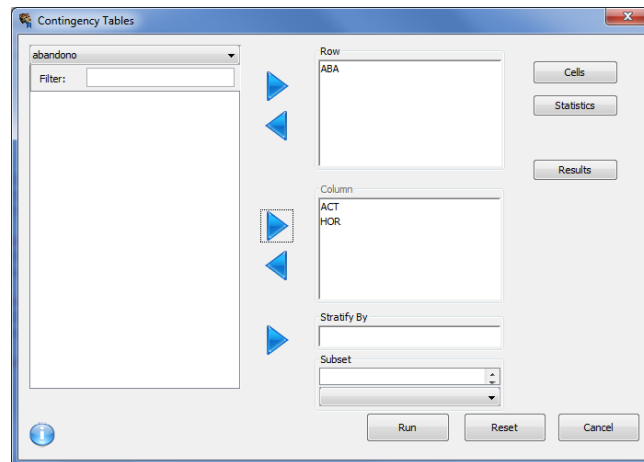 Contingency Tables
abandono
Filter:
Row
ABA
Cells
Statistics
Results
Column
ACT
HOR
Stratify By
Subset
Run
Reset
Cancel